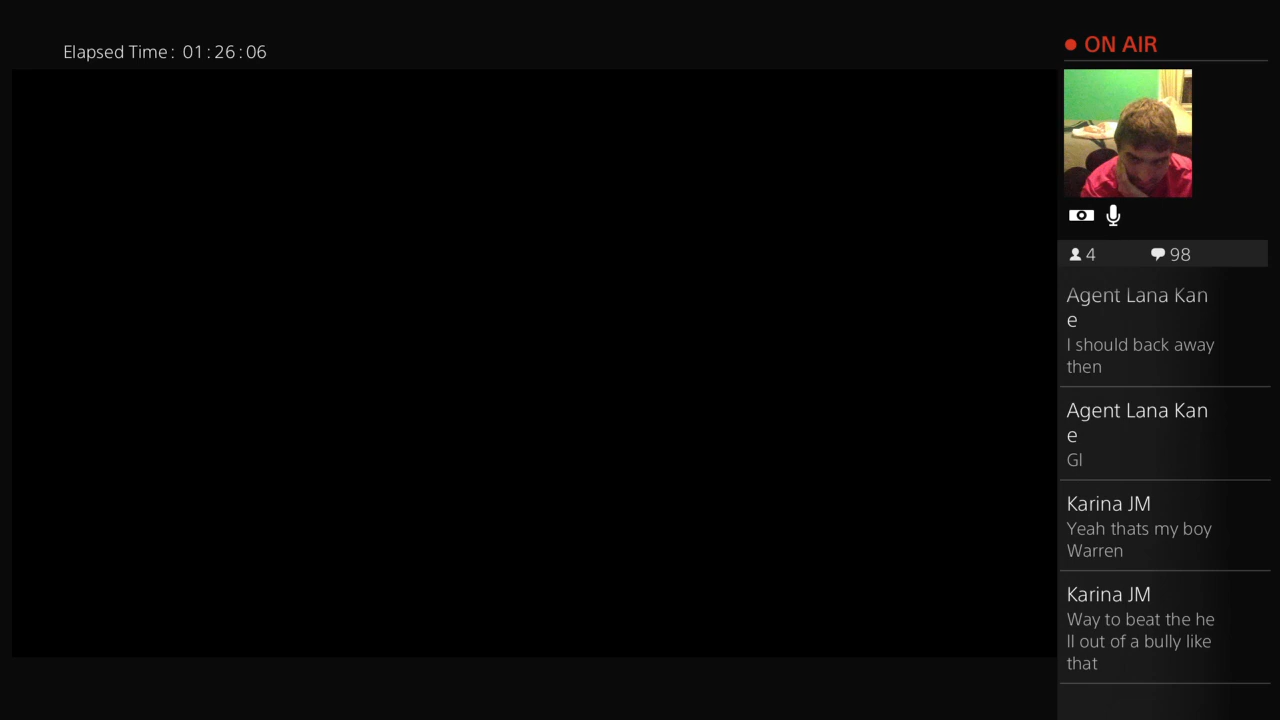 Elapsed Time: 01:26:06
ON AIR
4 98
Agent Lana Kan
e
I should back away
then
Agent Lana Kan
e
Gl
Karina JM
Yeah thats my boy
Warren
Karina JM
Way to beat the he
ll out of a bully like
that